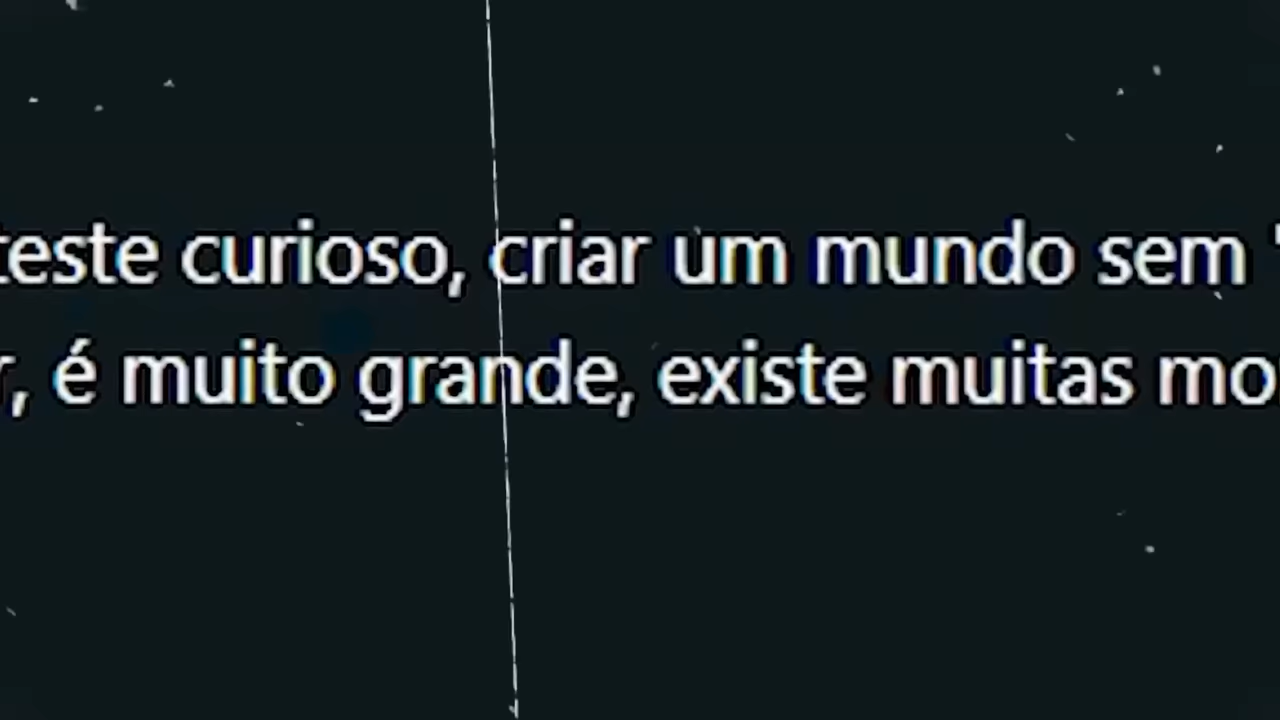 teste curioso, criar um mundo sem
, é muito grande, existe muitas